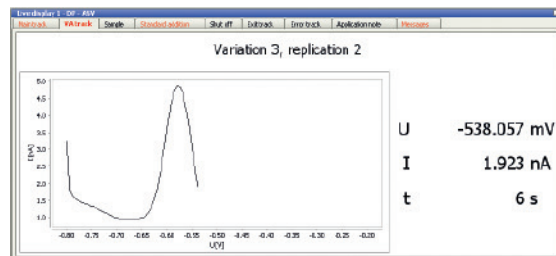 Live display 1 - DP - ASV
Main track VA track Sample Standard addition Shut off Exit track Error track Application note Messages
Variation 3, replication 2
5.0
4.5
4.0
3.5
3.0
2.5
2.0
1.5
1.0
I [nA]
-0.80 -0.75 -0.70 -0.65 -0.60 -0.55 -0.50 -0.45 -0.40 -0.35 -0.30 -0.25 -0.20
U[V]
U -538.057 mV
I 1.923 nA
t 6 s